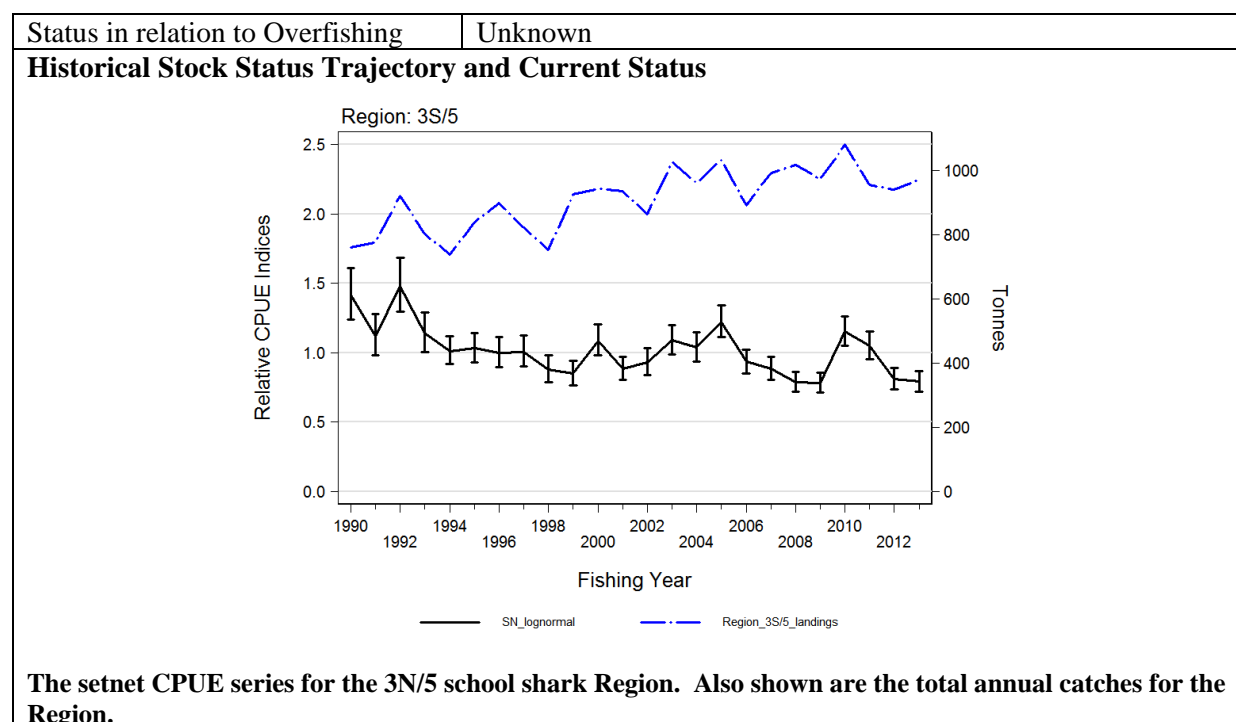 Status in relation to Overfishing Unknown
Historical Stock Status Trajectory and Current Status
Region: 3S/5
2.5
2.0
1.5
1.0
0.5
0.0
Relative CPUE Indices
1000
800
600
400
200
0
Tonnes
1990 1994 1998 2002 2006 2010
1992 1996 2000 2004 2008 2012
Fishing Year
SN_lognormal Region_3S/5_landings
The setnet CPUE series for the 3N/5 school shark Region. Also shown are the total annual catches for the
Region.